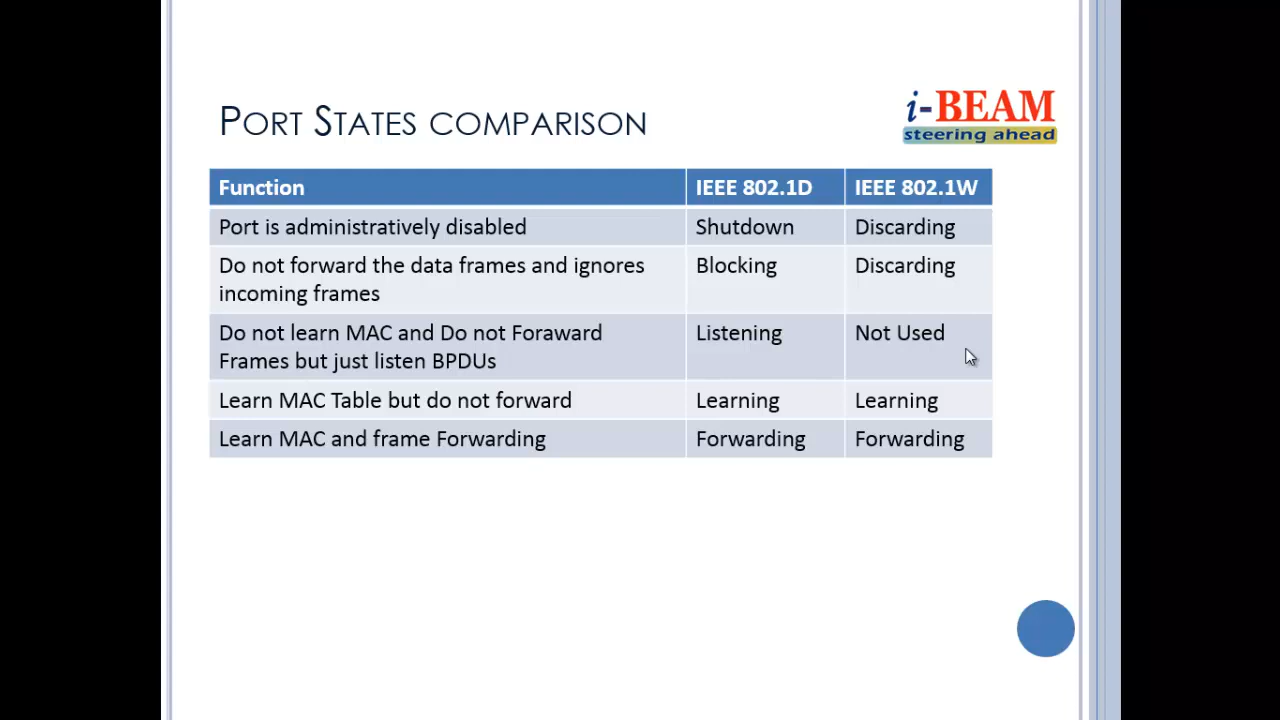 PORT STATES COMPARISON
i-BEAM
steering ahead
Function IEEE 802.1D IEEE 802.1W
Port is administratively disabled Shutdown Discarding
Do not forward the data frames and ignores Blocking Discarding
incoming frames
Do not learn MAC and Do not Foraward Listening Not Used
Frames but just listen BPDUs
Learn MAC Table but do not forward Learning Learning
Learn MAC and frame Forwarding Forwarding Forwarding